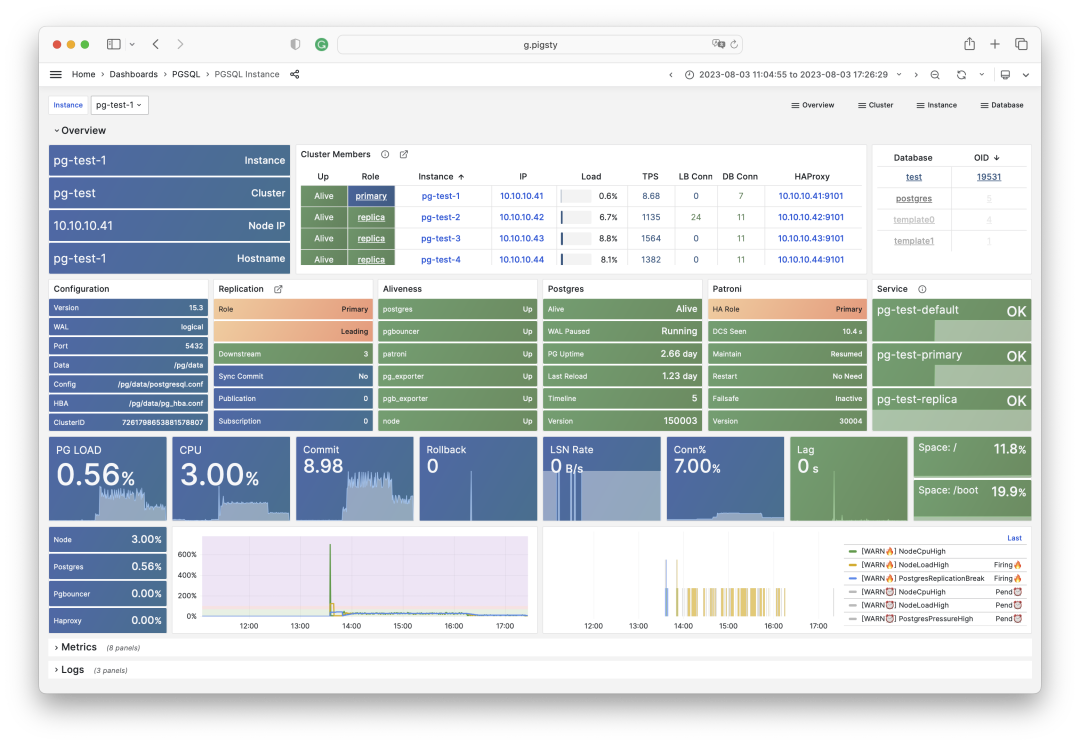 g.pigsty
Home › Dashboards › PGSQL › PGSQL Instance
2023-08-03 11:04:55 to 2023-08-03 17:26:29
Instance pg-test-1
Overview Cluster Instance Database
Overview
pg-test-1 Instance
pg-test Cluster
10.10.10.41 Node IP
pg-test-1 Hostname
Cluster Members
Up Role Instance ↑ IP Load TPS LB Conn DB Conn HAProxy
Alive primary pg-test-1 10.10.10.41 0.6% 8.68 0 7 10.10.10.41:9101
Alive replica pg-test-2 10.10.10.42 6.7% 1135 24 11 10.10.10.42:9101
Alive replica pg-test-3 10.10.10.43 8.8% 1564 0 11 10.10.10.43:9101
Alive replica pg-test-4 10.10.10.44 8.1% 1382 0 11 10.10.10.44:9101
Database OID ↓
test 19531
postgres 5
template0 4
template1 1
Configuration
Version 15.3
WAL logical
Port 5432
Data /pg/data
Config /pg/data/postgresql.conf
HBA /pg/data/pg_hba.conf
ClusterID 7261798653881578807
Replication
Role Primary
Leading
Downstream 3
Sync Commit No
Publication 0
Subscription 0
Aliveness
postgres Up
pgbouncer Up
patroni Up
pg_exporter Up
pgb_exporter Up
node Up
Postgres
Alive Alive
WAL Paused Running
PG Uptime 2.66 day
Last Reload 1.23 day
Timeline 5
Version 150003
Patroni
HA Role Primary
DCS Seen 10.4 s
Maintain Resumed
Restart No Need
Failsafe Inactive
Version 30004
Service
pg-test-default OK
pg-test-primary OK
pg-test-replica OK
PG LOAD
0.56%
CPU
3.00%
Commit
8.98
Rollback
0
LSN Rate
0 B/s
Conn%
7.00%
Lag
0 s
Space: / 11.8%
Space: /boot 19.9%
Node 3.00%
Postgres 0.56%
Pgbouncer 0.00%
Haproxy 0.00%
600%
400%
200%
0%
12:00 13:00 14:00 15:00 16:00 17:00
12:00 13:00 14:00 15:00 16:00 17:00
Last
[WARN🔥] NodeCpuHigh
[WARN🔥] NodeLoadHigh Firing🔥
[WARN🔥] PostgresReplicationBreak Firing🔥
[WARN⏰] NodeCpuHigh Pend⏰
[WARN⏰] NodeLoadHigh Pend⏰
[WARN⏰] PostgresPressureHigh Pend⏰
Metrics (8 panels)
Logs (3 panels)